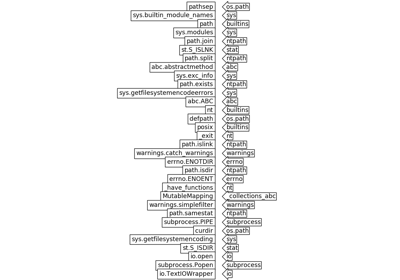 pathsep os.path
sys.builtin_module_names sys
path builtins
sys.modules sys
path.join ntpath
st.S_ISLNK stat
path.split ntpath
abc.abstractmethod abc
sys.exc_info sys
path.exists ntpath
sys.getfilesystemencodeerrors sys
abc.ABC abc
nt builtins
defpath os.path
posix builtins
_exit nt
path.islink ntpath
warnings.catch_warnings warnings
errno.ENOTDIR errno
path.isdir ntpath
errno.ENOENT errno
_have_functions nt
MutableMapping _collections_abc
warnings.simplefilter warnings
path.samestat ntpath
subprocess.PIPE subprocess
curdir os.path
sys.getfilesystemencoding sys
st.S_ISDIR stat
io.open io
subprocess.Popen subprocess
io.TextIOWrapper io